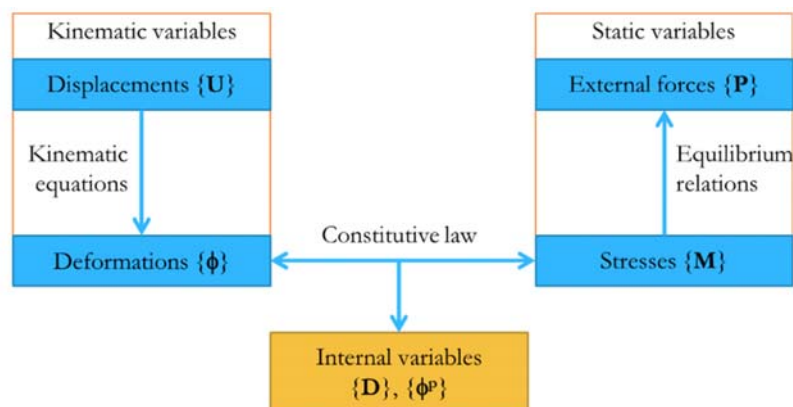 Kinematic variables
Displacements {U}
Kinematic
equations
Deformations {ϕ}
Constitutive law
Static variables
External forces {P}
Equilibrium
relations
Stresses {M}
Internal variables
{D}, {ϕᵖ}